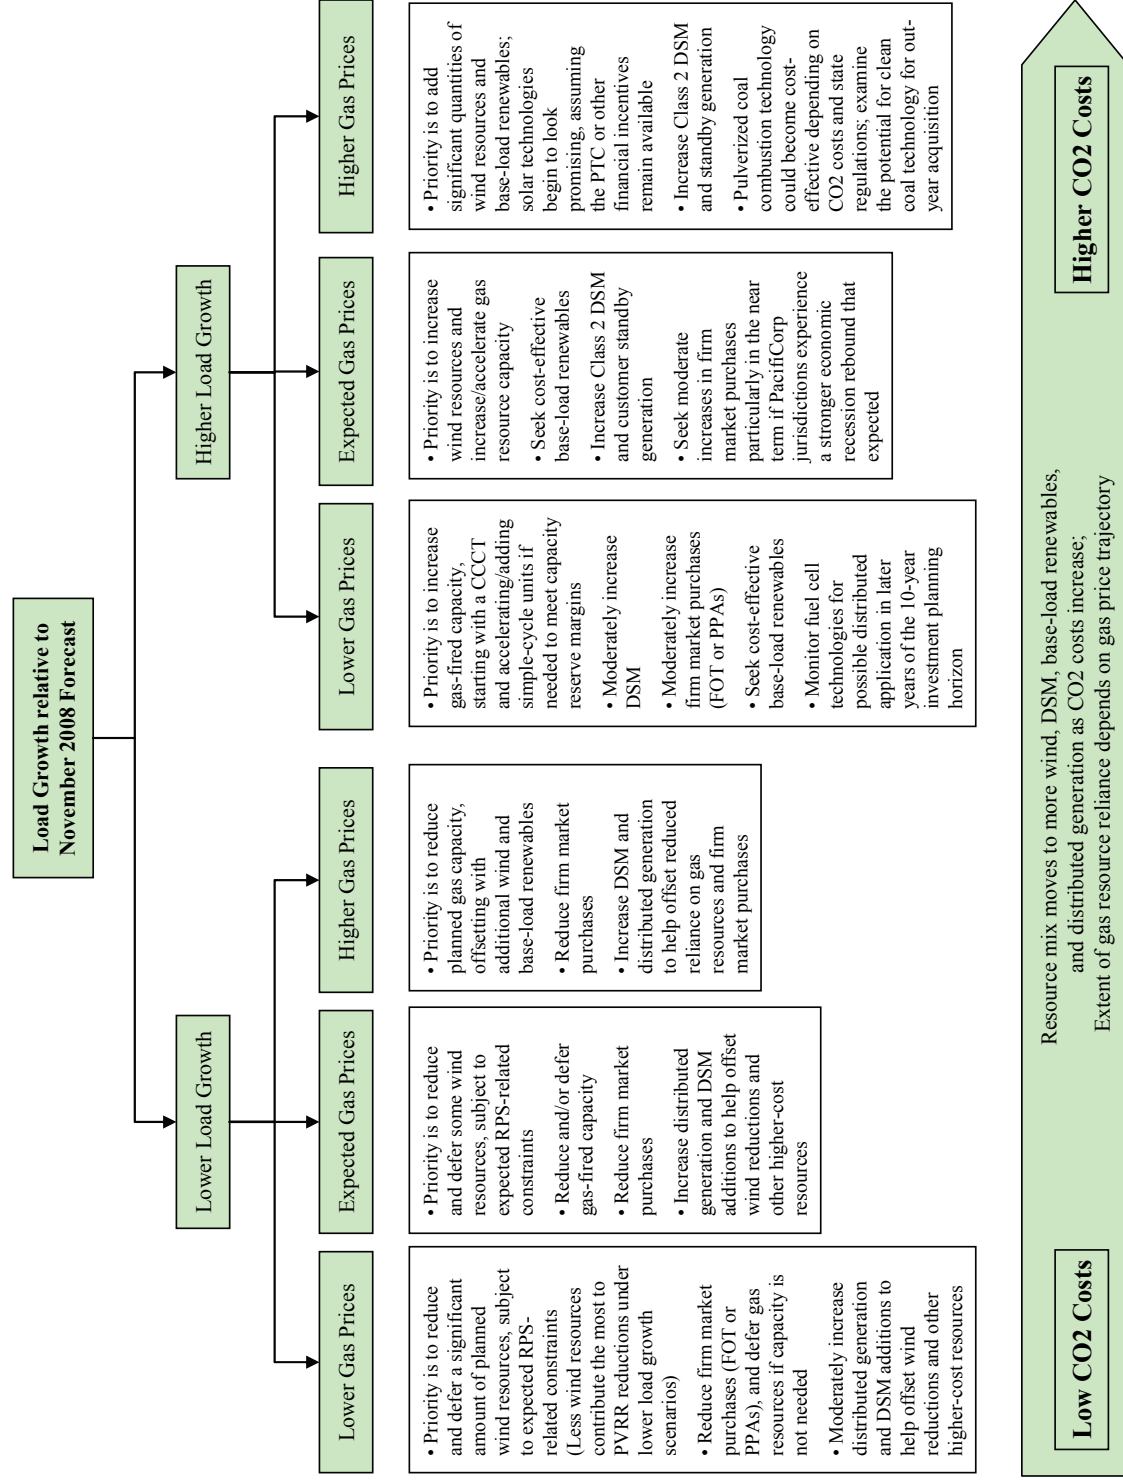 Load Growth relative to
November 2008 Forecast
Lower Load Growth
Higher Load Growth
Lower Gas Prices
Expected Gas Prices
Higher Gas Prices
Lower Gas Prices
Expected Gas Prices
Higher Gas Prices
• Priority is to reduce
and defer a significant
amount of planned
wind resources, subject
to expected RPS-
related constraints
(Less wind resources
contribute the most to
PVRR reductions under
lower load growth
scenarios)
• Reduce firm market
purchases (FOT or
PPAs), and defer gas
resources if capacity is
not needed
• Moderately increase
distributed generation
and DSM additions to
help offset wind
reductions and other
higher-cost resources
• Priority is to reduce
and defer some wind
resources, subject to
expected RPS-related
constraints
• Reduce and/or defer
gas-fired capacity
• Reduce firm market
purchases
• Increase distributed
generation and DSM
additions to help offset
wind reductions and
other higher-cost
resources
• Priority is to reduce
planned gas capacity,
offsetting with
additional wind and
base-load renewables
• Reduce firm market
purchases
• Increase DSM and
distributed generation
to help offset reduced
reliance on gas
resources and firm
market purchases
• Priority is to increase
gas-fired capacity,
starting with a CCCT
and accelerating/adding
simple-cycle units if
needed to meet capacity
reserve margins
• Moderately increase
DSM
• Moderately increase
firm market purchases
(FOT or PPAs)
• Seek cost-effective
base-load renewables
• Monitor fuel cell
technologies for
possible distributed
application in later
years of the 10-year
investment planning
horizon
• Priority is to increase
wind resources and
increase/accelerate gas
resource capacity
• Seek cost-effective
base-load renewables
• Increase Class 2 DSM
and customer standby
generation
• Seek moderate
increases in firm
market purchases
particularly in the near
term if PacifiCorp
jurisdictions experience
a stronger economic
recession rebound that
expected
• Priority is to add
significant quantities of
wind resources and
base-load renewables;
solar technologies
begin to look
promising, assuming
the PTC or other
financial incentives
remain available
• Increase Class 2 DSM
and standby generation
• Pulverized coal
combustion technology
could become cost-
effective depending on
CO2 costs and state
regulations; examine
the potential for clean
coal technology for out-
year acquisition
Low CO2 Costs
Resource mix moves to more wind, DSM, base-load renewables,
and distributed generation as CO2 costs increase;
Extent of gas resource reliance depends on gas price trajectory
Higher CO2 Costs